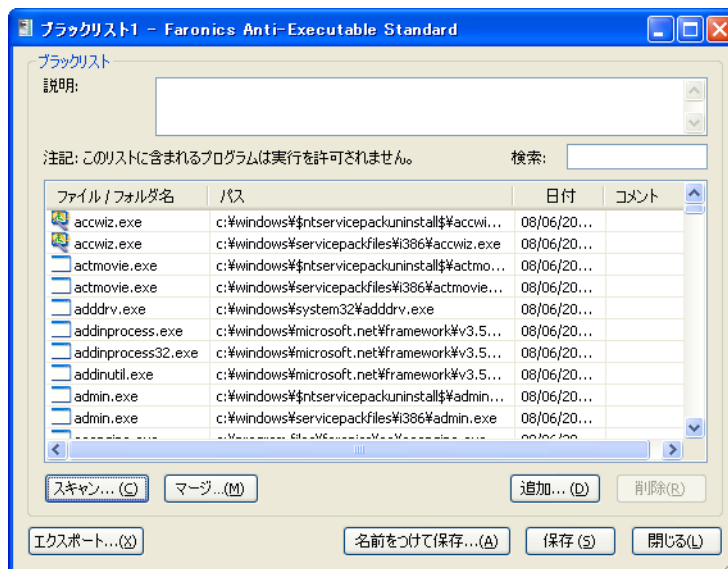 ブラックリスト1 - Faronics Anti-Executable Standard
ブラックリスト
説明:
注記: このリストに含まれるプログラムは実行を許可されません。 検索:
ファイル / フォルダ名 パス 日付 コメント
accwiz.exe c:¥windows¥$ntservicepackuninstall$¥accwi... 08/06/20...
accwiz.exe c:¥windows¥servicepackfiles¥i386¥accwiz.exe 08/06/20...
actmovie.exe c:¥windows¥$ntservicepackuninstall$¥actmo... 08/06/20...
actmovie.exe c:¥windows¥servicepackfiles¥i386¥actmovie... 08/06/20...
adddrv.exe c:¥windows¥system32¥adddrv.exe 08/06/20...
addinprocess.exe c:¥windows¥microsoft.net¥framework¥v3.5... 08/06/20...
addinprocess32.exe c:¥windows¥microsoft.net¥framework¥v3.5... 08/06/20...
addinutil.exe c:¥windows¥microsoft.net¥framework¥v3.5... 08/06/20...
admin.exe c:¥windows¥$ntservicepackuninstall$¥admin... 08/06/20...
admin.exe c:¥windows¥servicepackfiles¥i386¥admin.exe 08/06/20...
スキャン... (C) マージ...(M) 追加... (D) 削除(R)
エクスポート...(X) 名前をつけて保存...(A) 保存 (S) 閉じる(L)